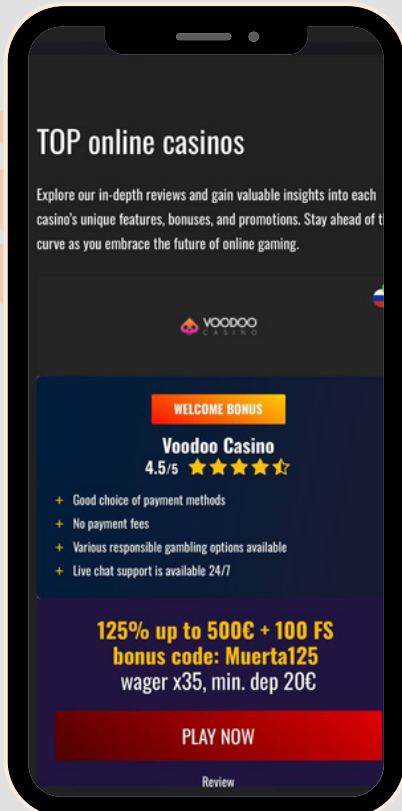 TOP online casinos
Explore our in-depth reviews and gain valuable insights into each
casino's unique features, bonuses, and promotions. Stay ahead of t
curve as you embrace the future of online gaming.
VOODOO
CASINO
WELCOME BONUS
Voodoo Casino
4.5/5
+ Good choice of payment methods
+ No payment fees
+ Various responsible gambling options available
+ Live chat support is available 24/7
125% up to 500€ + 100 FS
bonus code: Muerta125
wager x35, min. dep 20€
PLAY NOW
Review